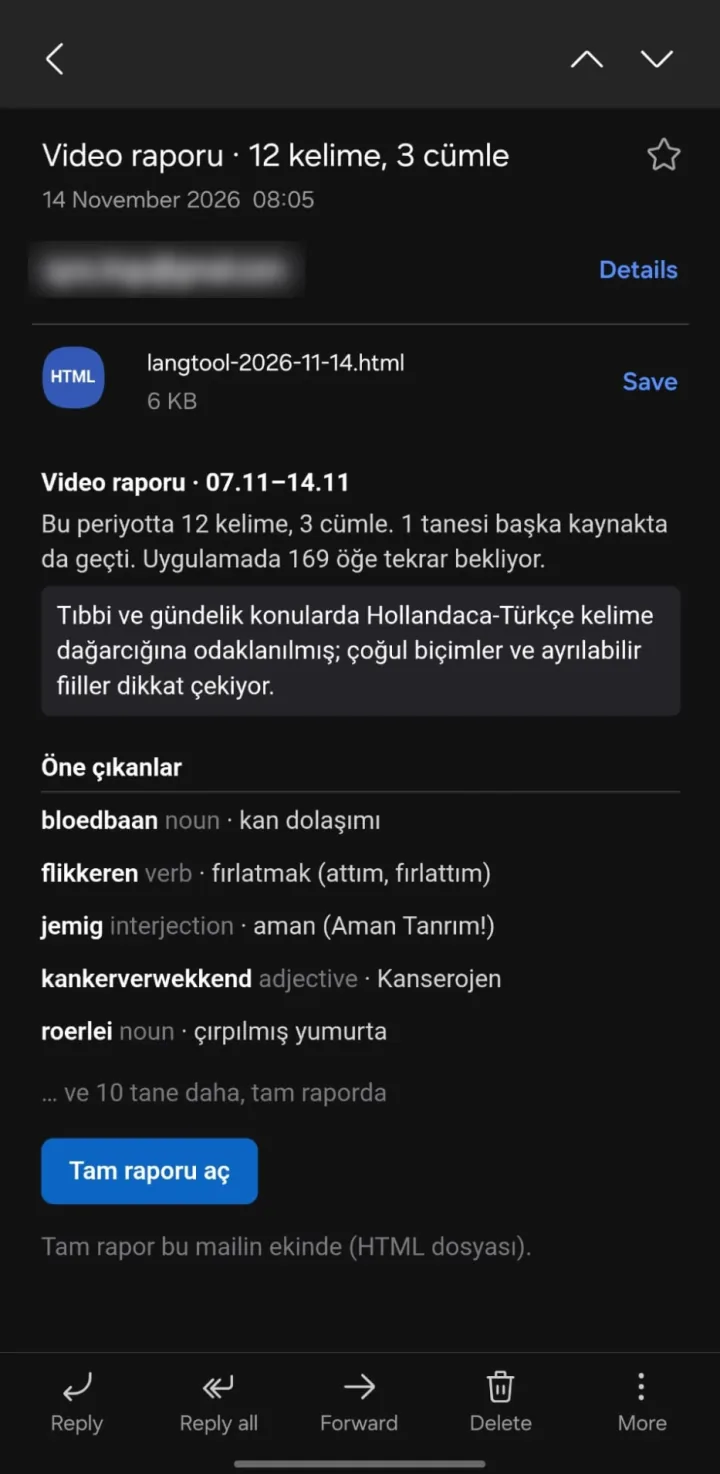 Video raporu · 12 kelime, 3 cümle
14 November 2026 08:05
Details
HTML
langtool-2026-11-14.html
6 KB
Save
Video raporu · 07.11–14.11
Bu periyotta 12 kelime, 3 cümle. 1 tanesi başka kaynakta
da geçti. Uygulamada 169 öğe tekrar bekliyor.
Tıbbi ve gündelik konularda Hollandaca-Türkçe kelime
dağarcığına odaklanılmış; çoğul biçimler ve ayrılabilir
fiiller dikkat çekiyor.
Öne çıkanlar
bloedbaan noun · kan dolaşımı
flikkeren verb · fırlatmak (attım, fırlattım)
jemig interjection · aman (Aman Tanrım!)
kankerverwekkend adjective · Kanserojen
roerlei noun · çırpılmış yumurta
... ve 10 tane daha, tam raporda
Tam raporu aç
Tam rapor bu mailin ekinde (HTML dosyası).
Reply
Reply all
Forward
Delete
More